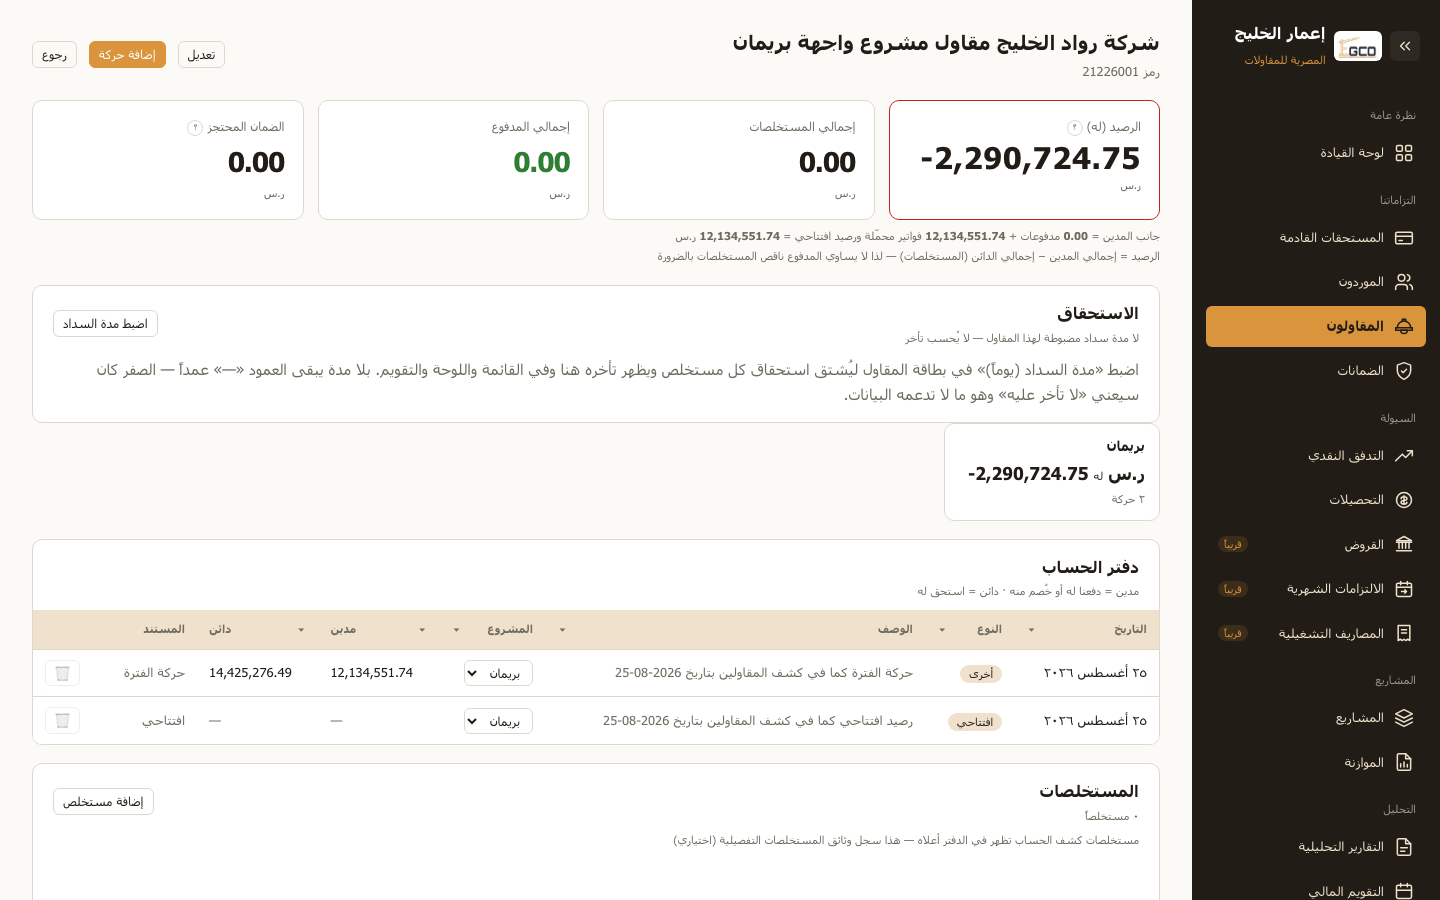 إعمار الخليج
المصرية للمقاولات
GCO
نظرة عامة
لوحة القيادة
التزاماتنا
المستحقات القادمة
الموردون
المقاولون
الضمانات
السيولة
التدفق النقدي
التحصيلات
القروض
قريباً
الالتزامات الشهرية
قريباً
المصاريف التشغيلية
قريباً
المشاريع
المشاريع
الموازنة
التحليل
التقارير التحليلية
التقويم المالي
شركة رواد الخليج مقاول مشروع واجهة بريمان
رمز 21226001
تعديل
إضافة حركة
رجوع
الرصيد (له) ؟
-2,290,724.75
ر.س
إجمالي المستخلصات
0.00
ر.س
إجمالي المدفوع
0.00
ر.س
الضمان المحتجز ؟
0.00
ر.س
جانب المدين = 0.00 مدفوعات + 12,134,551.74 فواتير محمّلة ورصيد افتتاحي = 12,134,551.74 ر.س
الرصيد = إجمالي المدين − إجمالي الدائن (المستخلصات) — لذا لا يساوي المدفوع ناقص المستخلصات بالضرورة
الاستحقاق
لا مدة سداد مضبوطة لهذا المقاول — لا يُحسب تأخر
اضبط مدة السداد
اضبط «مدة السداد (يوماً)» في بطاقة المقاول ليُشتق استحقاق كل مستخلص ويظهر تأخره هنا وفي القائمة واللوحة والتقويم. بلا مدة يبقى العمود «—» عمداً — الصفر كان
سيعني «لا تأخر عليه» وهو ما لا تدعمه البيانات.
بريمان
ر.س له -2,290,724.75
٢ حركة
دفتر الحساب
مدين = دفعنا له أو خُصم منه · دائن = استحق له
التاريخ النوع الوصف المشروع مدين دائن المستند
٢٥ أغسطس ٢٠٢٦ أخرى حركة الفترة كما في كشف المقاولين بتاريخ 2026-08-25 بريمان 12,134,551.74 14,425,276.49 حركة الفترة
٢٥ أغسطس ٢٠٢٦ افتتاحي رصيد افتتاحي كما في كشف المقاولين بتاريخ 2026-08-25 بريمان — — افتتاحي
المستخلصات
٠ مستخلصاً
مستخلصات كشف الحساب تظهر في الدفتر أعلاه — هذا سجل وثائق المستخلصات التفصيلية (اختياري)
إضافة مستخلص